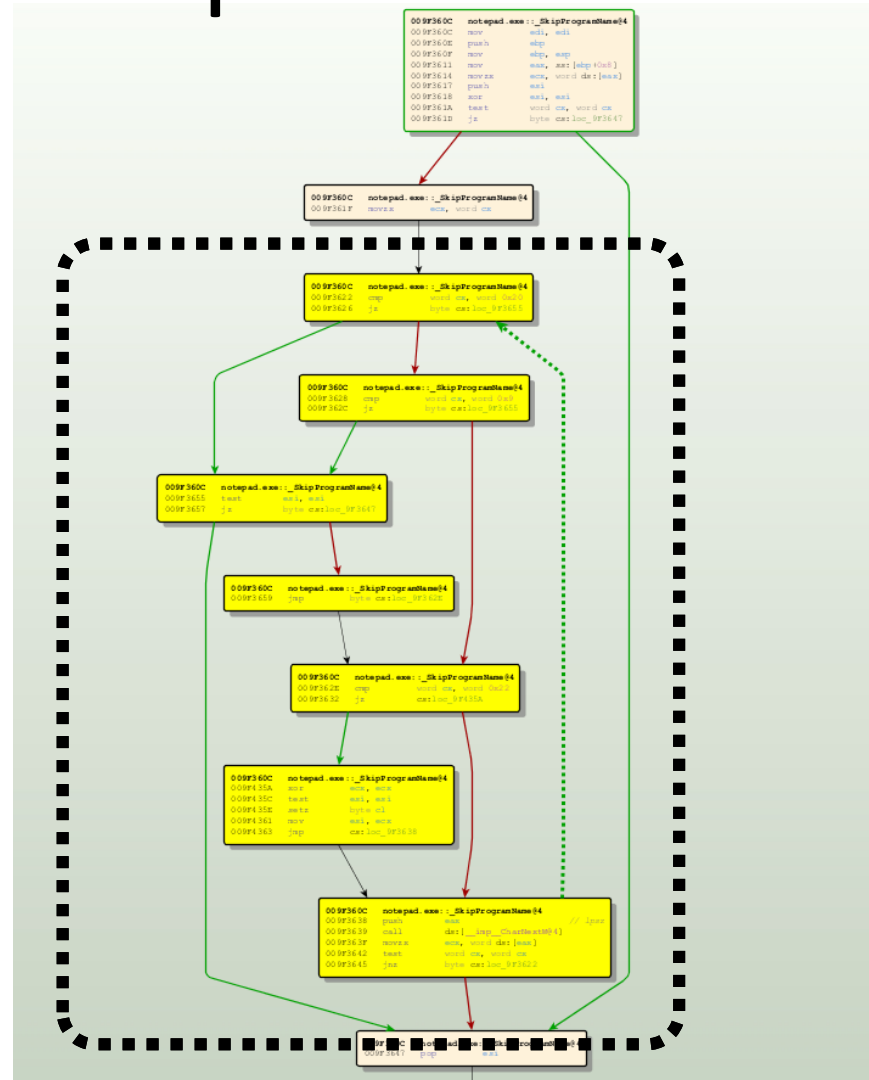 009F360C notepad.exe::_SkipProgramName@4
009F360C mov edi, edi
009F360E push ebp
009F360F mov ebp, esp
009F3611 mov eax, ss:[ebp+0x8]
009F3614 movzx ecx, word ds:[eax]
009F3617 push esi
009F3618 xor esi, esi
009F361A test word cx, word cx
009F361D jz byte cs:loc_9F3647
009F360C notepad.exe::_SkipProgramName@4
009F361F movzx ecx, word cx
009F360C notepad.exe::_SkipProgramName@4
009F3622 cmp word cx, word 0x20
009F3626 jz byte cs:loc_9F3655
009F360C notepad.exe::_SkipProgramName@4
009F3628 cmp word cx, word 0x9
009F362C jz byte cs:loc_9F3655
009F360C notepad.exe::_SkipProgramName@4
009F3655 test esi, esi
009F3657 jz byte cs:loc_9F3647
009F360C notepad.exe::_SkipProgramName@4
009F3659 jmp byte cs:loc_9F362E
009F360C notepad.exe::_SkipProgramName@4
009F362E cmp word cx, word 0x22
009F3632 jz cs:loc_9F435A
009F360C notepad.exe::_SkipProgramName@4
009F435A xor ecx, ecx
009F435C test esi, esi
009F435E setz byte cl
009F4361 mov esi, ecx
009F4363 jmp cs:loc_9F3638
009F360C notepad.exe::_SkipProgramName@4
009F3638 push eax // lpsz
009F3639 call ds:[__imp__CharNextW@4]
009F363F movzx ecx, word ds:[eax]
009F3642 test word cx, word cx
009F3645 jnz byte cs:loc_9F3622
009F3647 pop esi